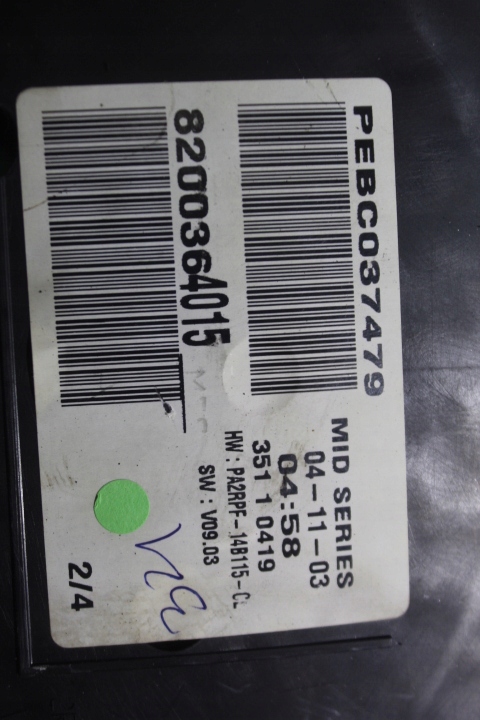 PEBC037479
MID SERIES
04-11-03
04:58
351 1 0419
HW : PA2RPF-14B115-CL
SW : V09.03
8200364015
2/4